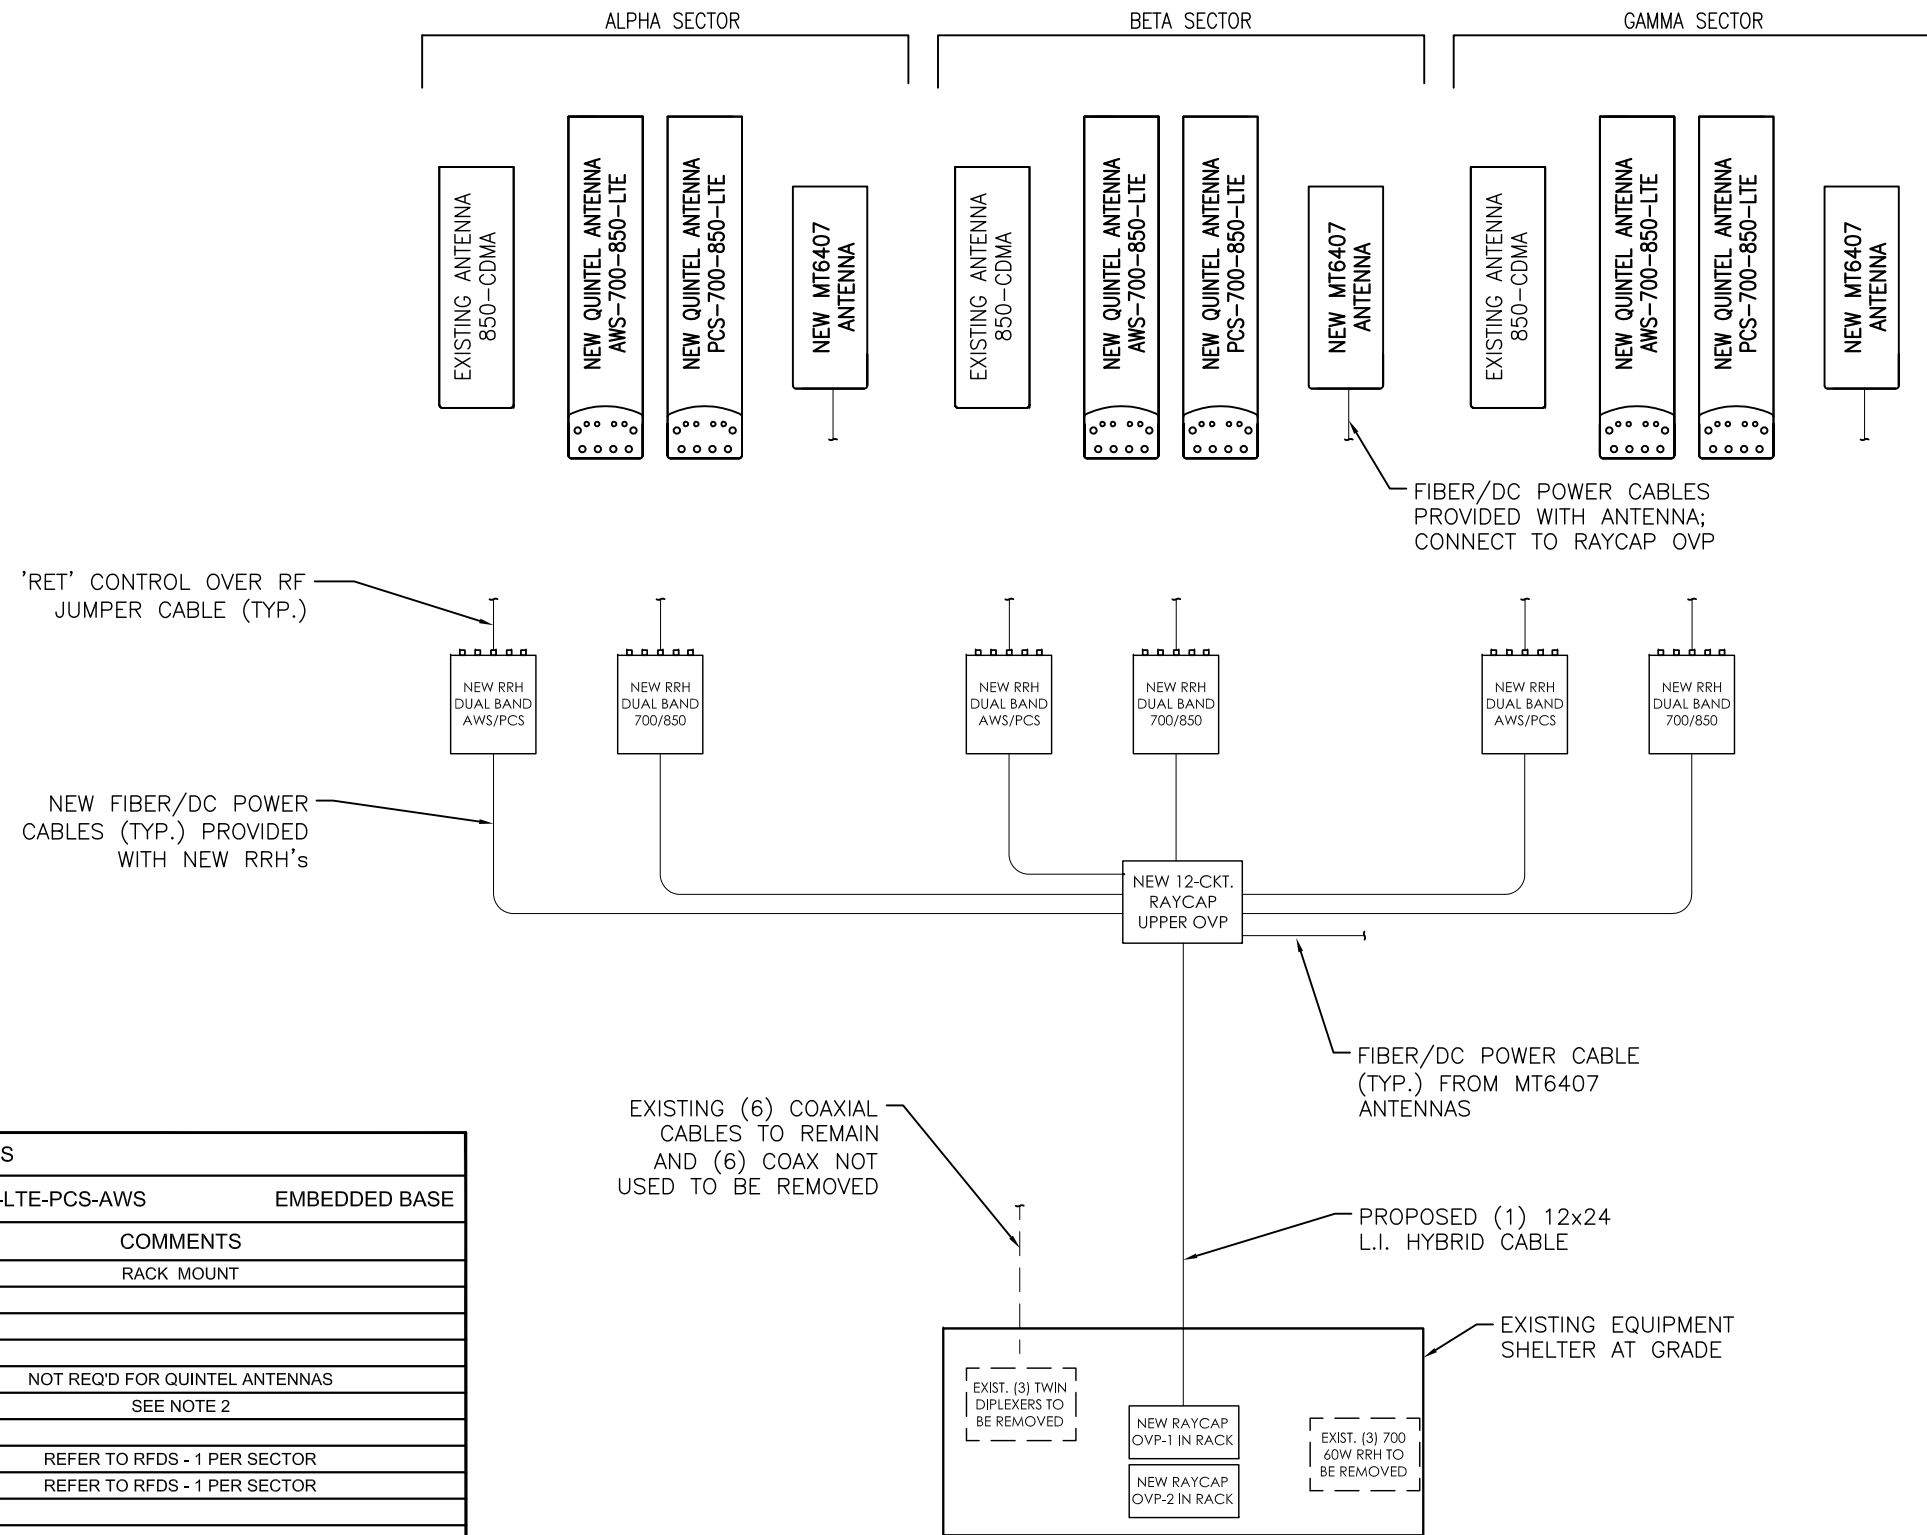 ALPHA SECTOR
BETA SECTOR
GAMMA SECTOR
EXISTING ANTENNA
850-CDMA
NEW QUINTEL ANTENNA
AWS-700-850-LTE
NEW QUINTEL ANTENNA
PCS-700-850-LTE
NEW MT6407
ANTENNA
EXISTING ANTENNA
850-CDMA
NEW QUINTEL ANTENNA
AWS-700-850-LTE
NEW QUINTEL ANTENNA
PCS-700-850-LTE
NEW MT6407
ANTENNA
EXISTING ANTENNA
850-CDMA
NEW QUINTEL ANTENNA
AWS-700-850-LTE
NEW QUINTEL ANTENNA
PCS-700-850-LTE
NEW MT6407
ANTENNA
FIBER/DC POWER CABLES
PROVIDED WITH ANTENNA;
CONNECT TO RAYCAP OVP
'RET' CONTROL OVER RF
JUMPER CABLE (TYP.)
NEW RRH
DUAL BAND
AWS/PCS
NEW RRH
DUAL BAND
700/850
NEW RRH
DUAL BAND
AWS/PCS
NEW RRH
DUAL BAND
700/850
NEW RRH
DUAL BAND
AWS/PCS
NEW RRH
DUAL BAND
700/850
NEW FIBER/DC POWER
CABLES (TYP.) PROVIDED
WITH NEW RRH's
NEW 12-CKT.
RAYCAP
UPPER OVP
FIBER/DC POWER CABLE
(TYP.) FROM MT6407
ANTENNAS
EXISTING (6) COAXIAL
CABLES TO REMAIN
AND (6) COAX NOT
USED TO BE REMOVED
PROPOSED (1) 12x24
L.I. HYBRID CABLE
EXISTING EQUIPMENT
SHELTER AT GRADE
EXIST. (3) TWIN
DIPLEXERS TO
BE REMOVED
NEW RAYCAP
OVP-1 IN RACK
NEW RAYCAP
OVP-2 IN RACK
EXIST. (3) 700
60W RRH TO
BE REMOVED
S
-LTE-PCS-AWS EMBEDDED BASE
COMMENTS
RACK MOUNT
NOT REQ'D FOR QUINTEL ANTENNAS
SEE NOTE 2
REFER TO RFDS - 1 PER SECTOR
REFER TO RFDS - 1 PER SECTOR